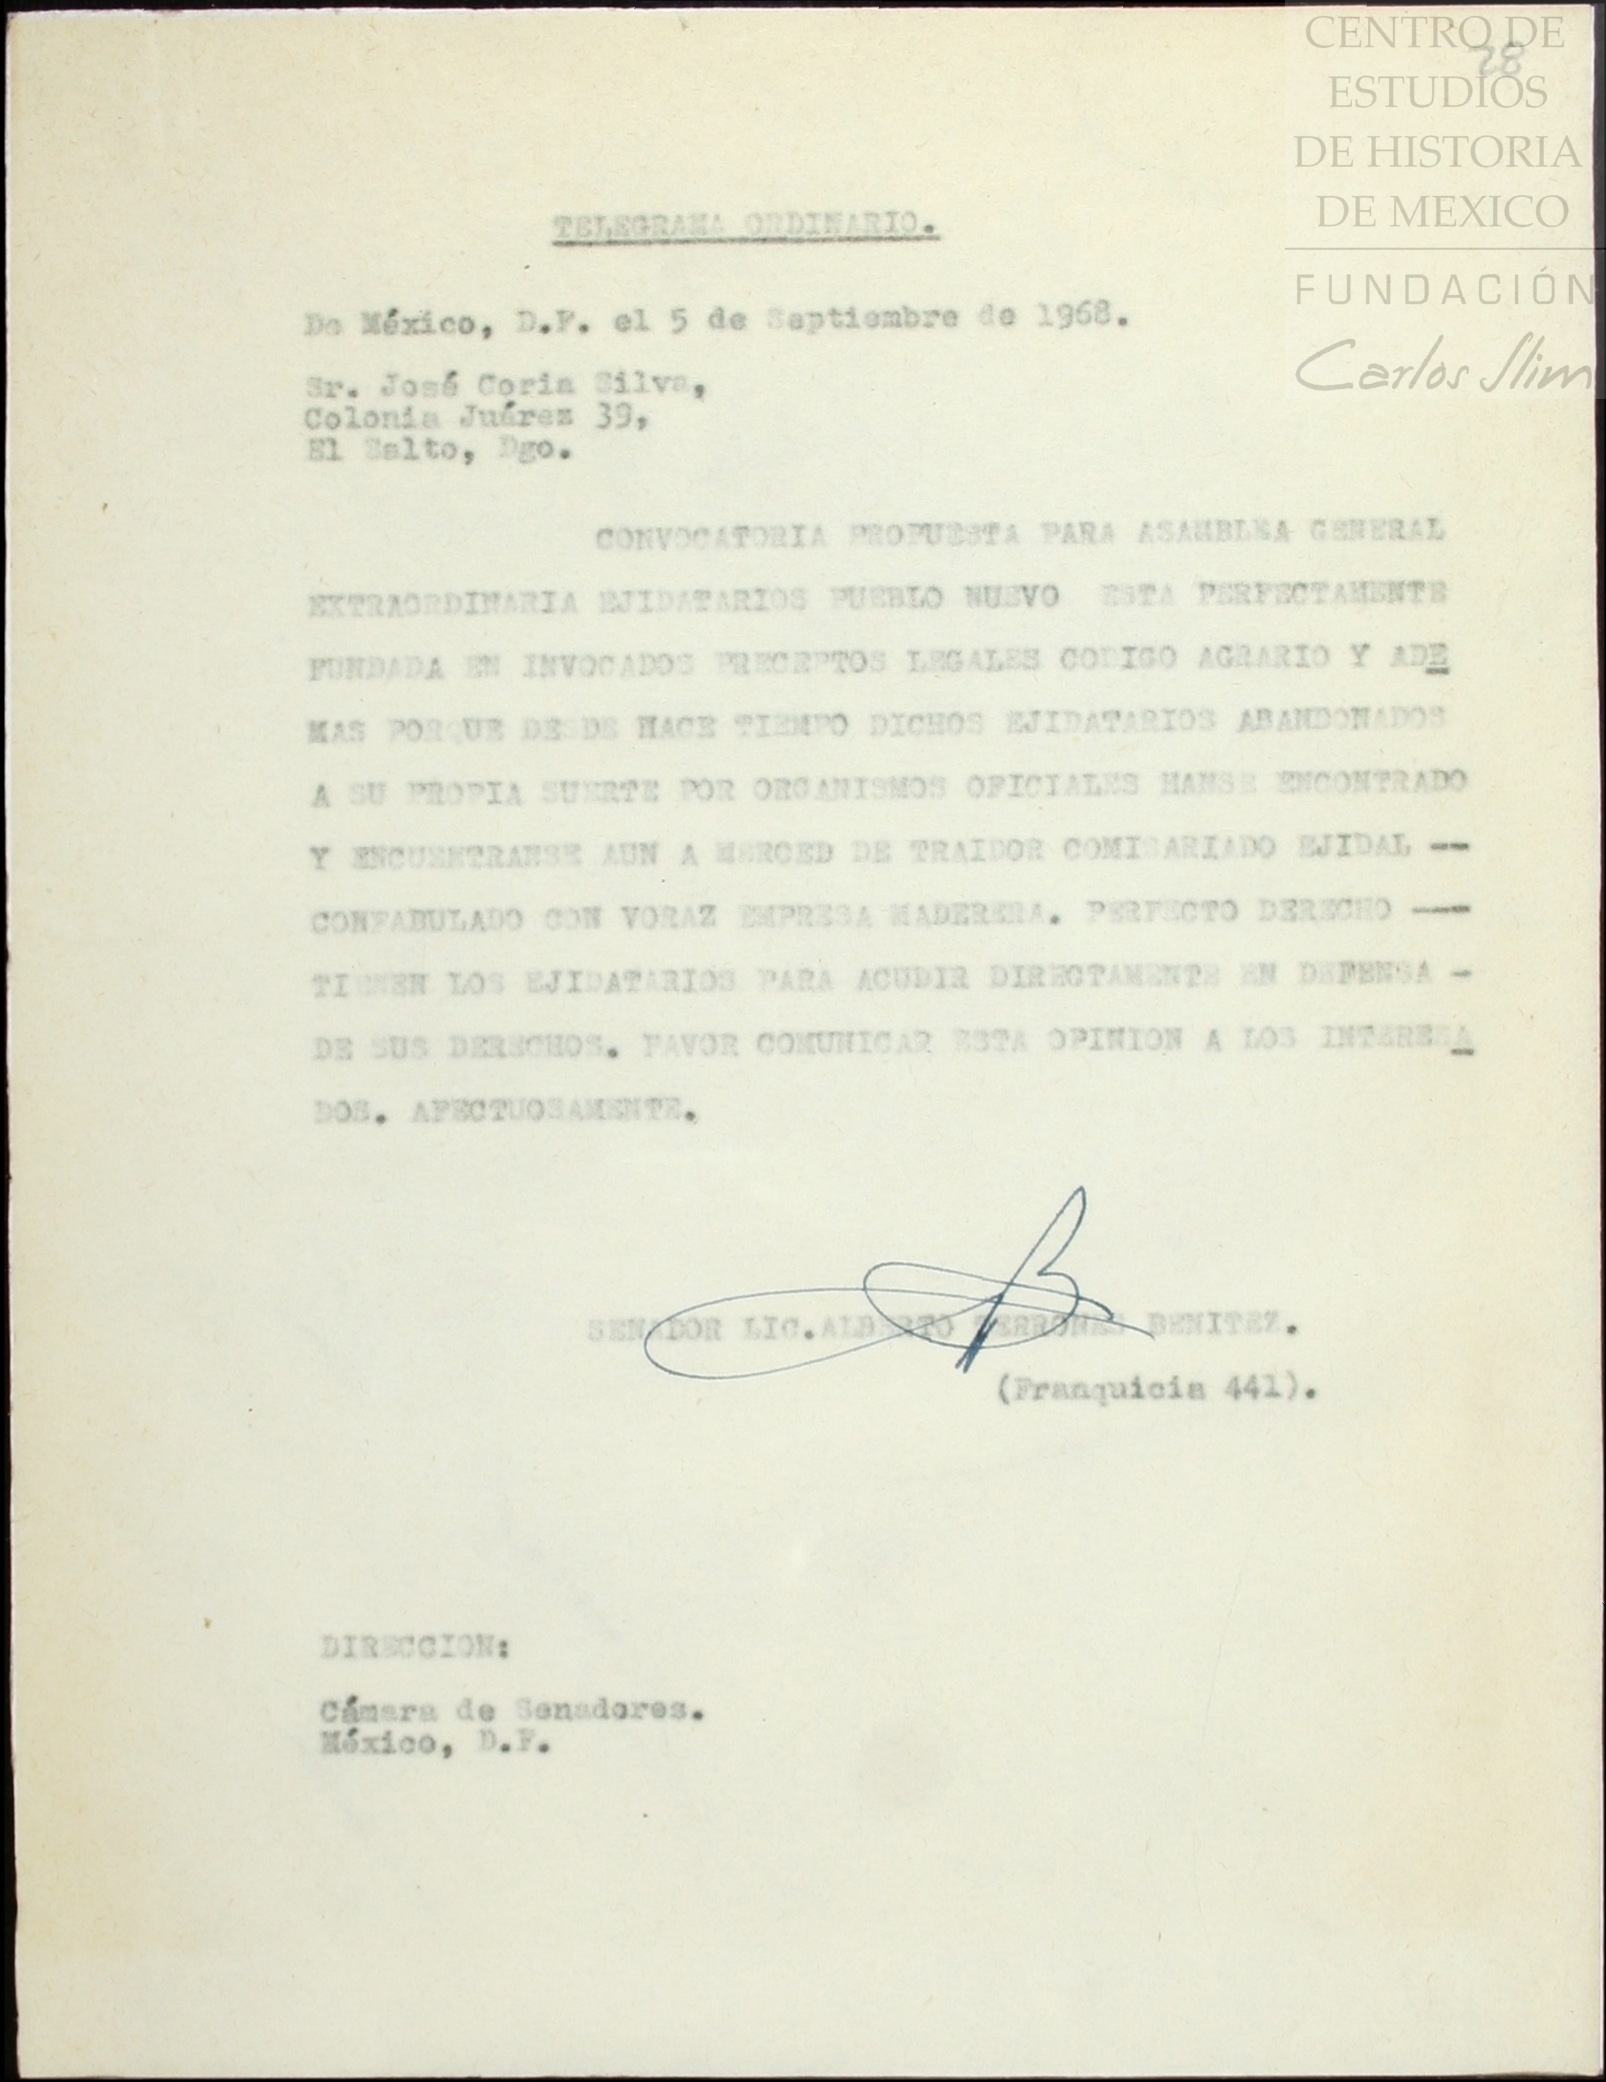 CENTRO DE
ESTUDIOS
DE HISTORIA
DE MEXICO
FUNDACIÓN
Carlos Slim
28
TELEGRAMA ORDINARIO.
De México, D.F. el 5 de Septiembre de 1968.
Sr. José Coria Silva,
Colonia Juárez 39,
El Salto, Dgo.
CONVOCATORIA PROPUESTA PARA ASAMBLEA GENERAL
EXTRAORDINARIA EJIDATARIOS PUEBLO NUEVO ESTA PERFECTAMENTE
FUNDADA EN INVOCADOS PRECEPTOS LEGALES CODIGO AGRARIO Y ADE
MAS PORQUE DESDE HACE TIEMPO DICHOS EJIDATARIOS ABANDONADOS
A SU PROPIA SUERTE POR ORGANISMOS OFICIALES HANSE ENCONTRADO
Y ENCUENTRANSE AUN A MERCED DE TRAIDOR COMISARIADO EJIDAL --
CONFABULADO CON VORAZ EMPRESA MADERERA. PERFECTO DERECHO ---
TIENEN LOS EJIDATARIOS PARA ACUDIR DIRECTAMENTE EN DEFENSA -
DE SUS DERECHOS. FAVOR COMUNICAR ESTA OPINION A LOS INTERESA
DOS. AFECTUOSAMENTE.
SENADOR LIC.ALBERTO TERRONES BENITEZ.
(Franquicia 441).
DIRECCION:
Cámara de Senadores.
México, D.F.